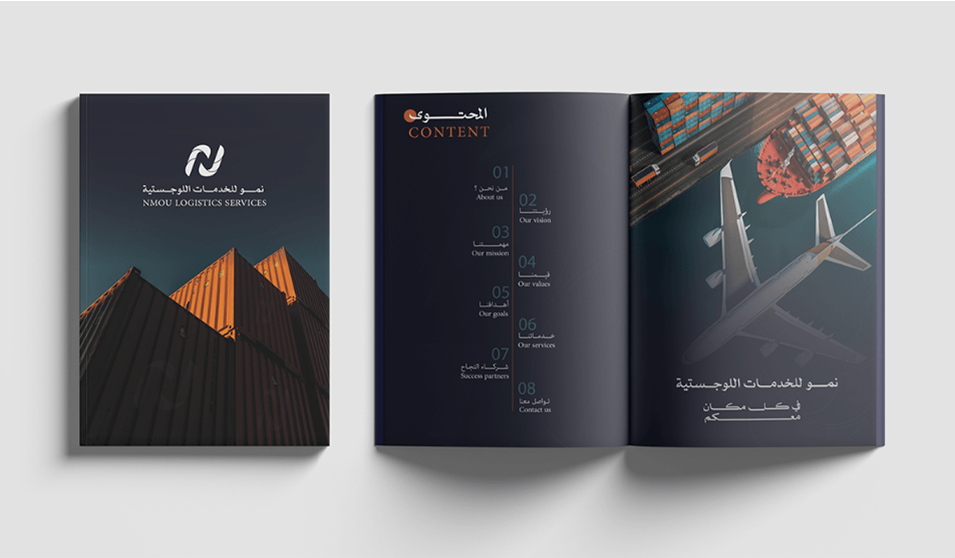 نمو للخدمات اللوجستية
NMOU LOGISTICS SERVICES
المحتوى
CONTENT
01
من نحن ؟
About us
02
رؤيتنا
Our vision
03
مهمتنا
Our mission
04
قيمنا
Our values
05
أهدافنا
Our goals
06
خدماتنا
Our services
07
شركاء النجاح
Success partners
08
تواصل معنا
Contact us
نمو للخدمات اللوجستية
في كل مكان
معكم